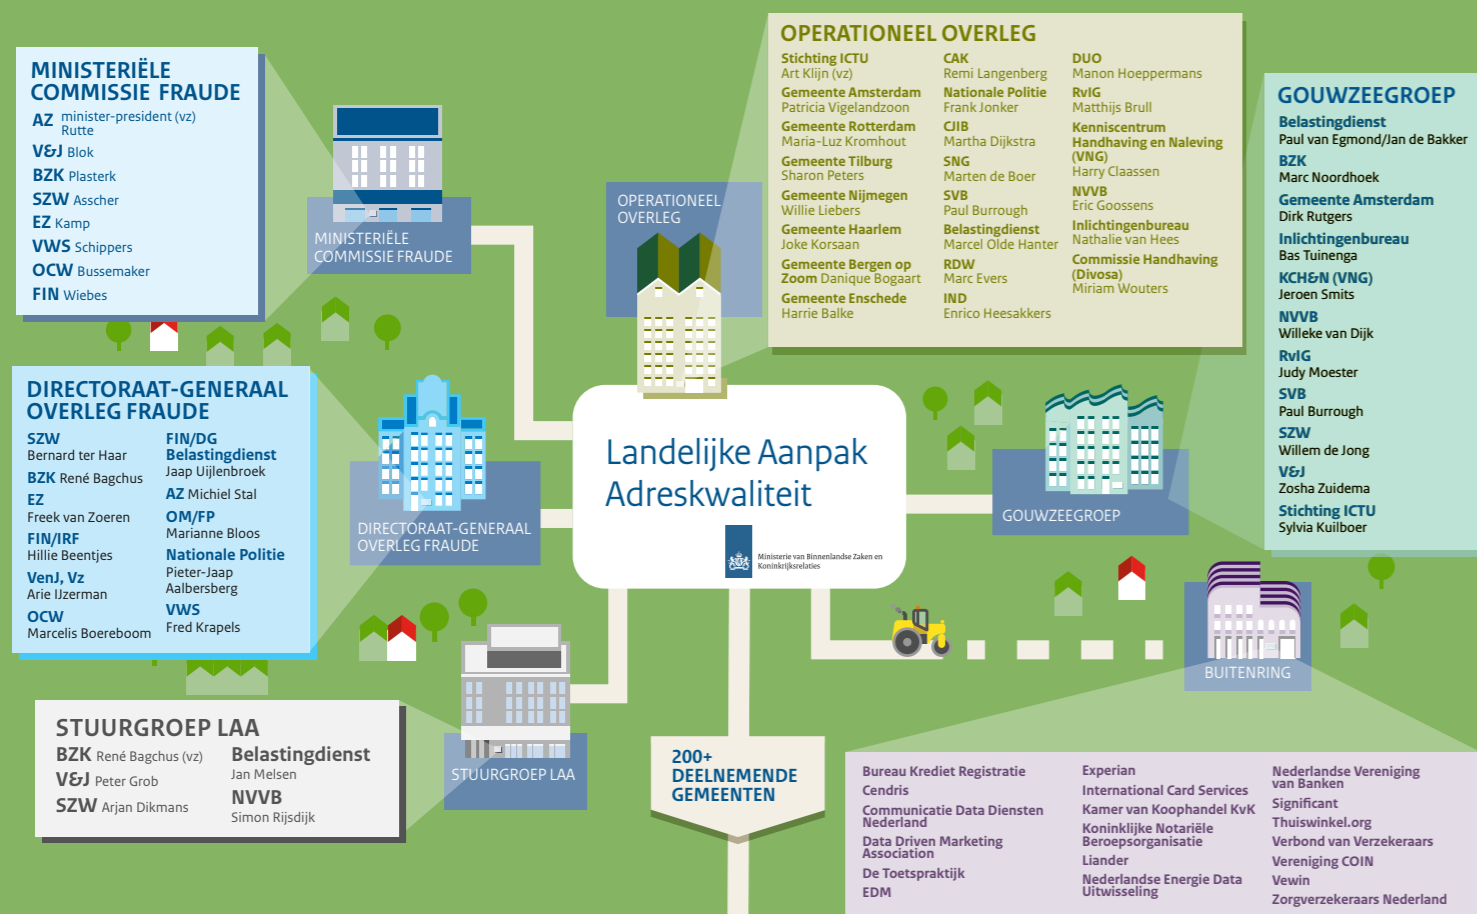 MINISTERIËLE
COMMISSIE FRAUDE
AZ minister-president (vz)
Rutte
V&J Blok
BZK Plasterk
SZW Asscher
EZ Kamp
VWS Schippers
OCW Bussemaker
FIN Wiebes
MINISTERIËLE
COMMISSIE FRAUDE
OPERATIONEEL
OVERLEG
OPERATIONEEL OVERLEG
Stichting ICTU
Art Klijn (vz)
Gemeente Amsterdam
Patricia Vigelandzoon
Gemeente Rotterdam
Maria-Luz Kromhout
Gemeente Tilburg
Sharon Peters
Gemeente Nijmegen
Willie Liebers
Gemeente Haarlem
Joke Korsaan
Gemeente Bergen op
Zoom Danique Bogaart
Gemeente Enschede
Harrie Balke
CAK
Remi Langenberg
Nationale Politie
Frank Jonker
CJIB
Martha Dijkstra
SNG
Marten de Boer
SVB
Paul Burrough
Belastingdienst
Marcel Olde Hanter
RDW
Marc Evers
IND
Enrico Heesakkers
DUO
Manon Hoeppermans
RvIG
Matthijs Brull
Kenniscentrum
Handhaving en Naleving
(VNG)
Harry Claassen
NVVB
Eric Goossens
Inlichtingenbureau
Nathalie van Hees
Commissie Handhaving
(Divosa)
Miriam Wouters
GOUWZEEGROEP
Belastingdienst
Paul van Egmond/Jan de Bakker
BZK
Marc Noordhoek
Gemeente Amsterdam
Dirk Rutgers
Inlichtingenbureau
Bas Tuinenga
KCH&N (VNG)
Jeroen Smits
NVVB
Willeke van Dijk
RvIG
Judy Moester
SVB
Paul Burrough
SZW
Willem de Jong
V&J
Zosha Zuidema
Stichting ICTU
Sylvia Kuilboer
GOUWZEEGROEP
DIRECTORAAT-GENERAAL
OVERLEG FRAUDE
SZW
Bernard ter Haar
BZK René Bagchus
EZ
Freek van Zoeren
FIN/IRF
Hillie Beentjes
VenJ, Vz
Arie IJzerman
OCW
Marcelis Boereboom
FIN/DG
Belastingdienst
Jaap Uijlenbroek
AZ Michiel Stal
OM/FP
Marianne Bloos
Nationale Politie
Pieter-Jaap
Aalbersberg
VWS
Fred Krapels
DIRECTORAAT-GENERAAL
OVERLEG FRAUDE
Landelijke Aanpak
Adreskwaliteit
Ministerie van Binnenlandse Zaken en
Koninkrijksrelaties
STUURGROEP LAA
BZK René Bagchus (vz)
V&J Peter Grob
SZW Arjan Dikmans
Belastingdienst
Jan Melsen
NVVB
Simon Rijsdijk
STUURGROEP LAA
200+
DEELNEMENDE
GEMEENTEN
BUITENRING
Bureau Krediet Registratie
Cendris
Communicatie Data Diensten
Nederland
Data Driven Marketing
Association
De Toetspraktijk
EDM
Experian
International Card Services
Kamer van Koophandel KvK
Koninklijke Notariële
Beroepsorganisatie
Liander
Nederlandse Energie Data
Uitwisseling
Nederlandse Vereniging
van Banken
Significant
Thuiswinkel.org
Verbond van Verzekeraars
Vereniging COIN
Vewin
Zorgverzekeraars Nederland